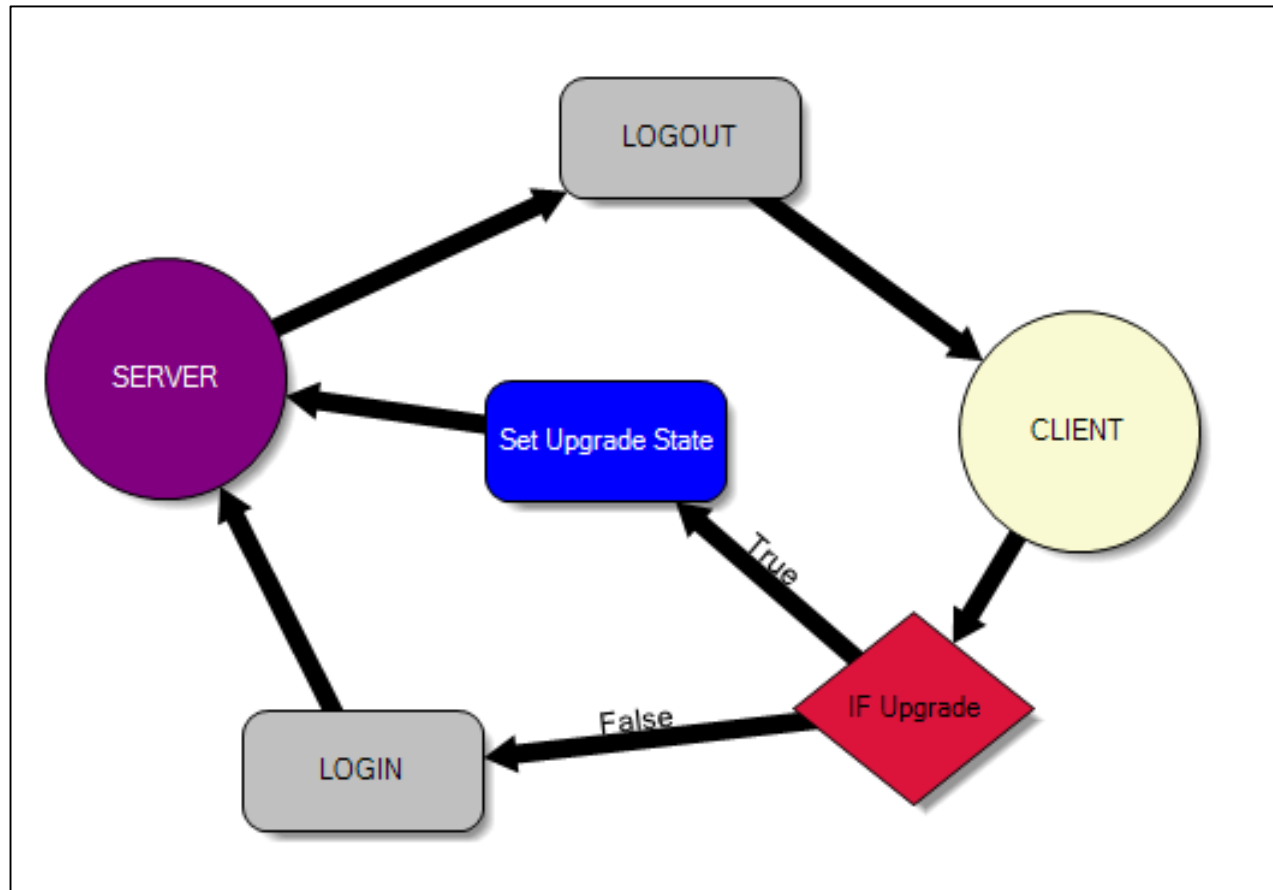 LOGOUT
SERVER
CLIENT
Set Upgrade State
True
IF Upgrade
False
LOGIN